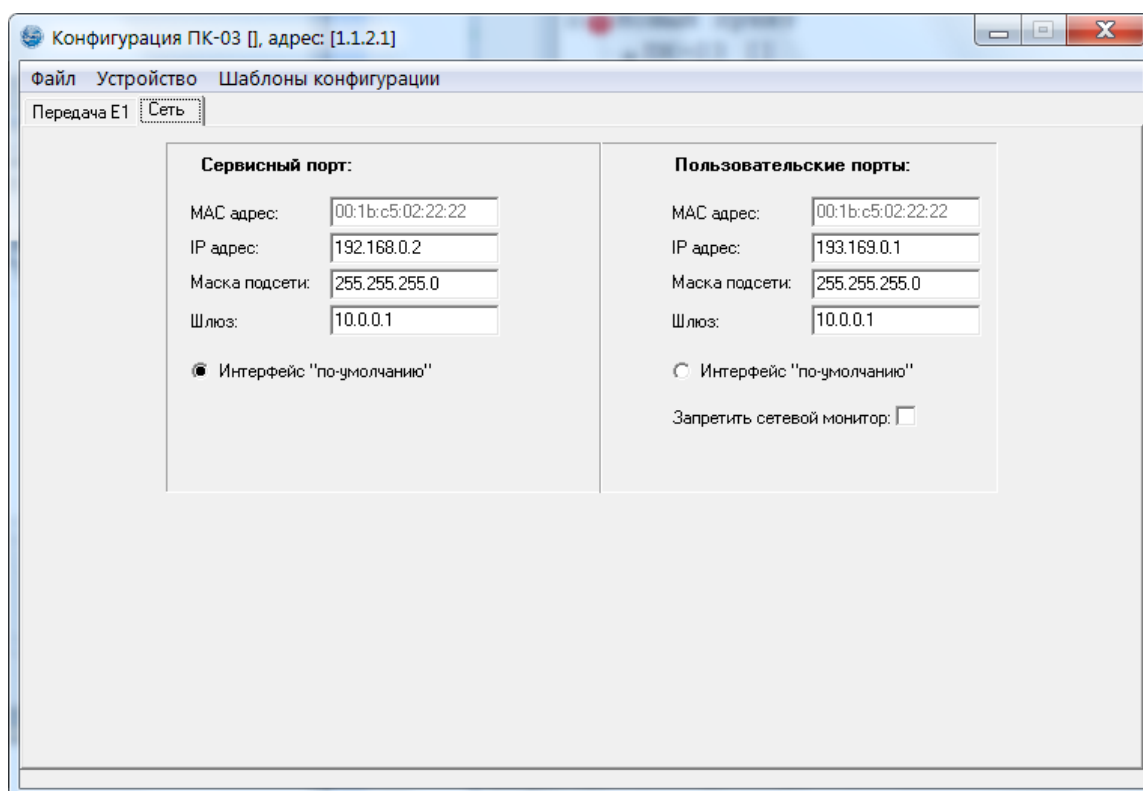 Конфигурация ПК-03 [], адрес: [1.1.2.1]
Файл Устройство Шаблоны конфигурации
Передача E1 Сеть
Сервисный порт:
MAC адрес: 00:1b:c5:02:22:22
IP адрес: 192.168.0.2
Маска подсети: 255.255.255.0
Шлюз: 10.0.0.1
Интерфейс "по-умолчанию"
Пользовательские порты:
MAC адрес: 00:1b:c5:02:22:22
IP адрес: 193.169.0.1
Маска подсети: 255.255.255.0
Шлюз: 10.0.0.1
Интерфейс "по-умолчанию"
Запретить сетевой монитор: